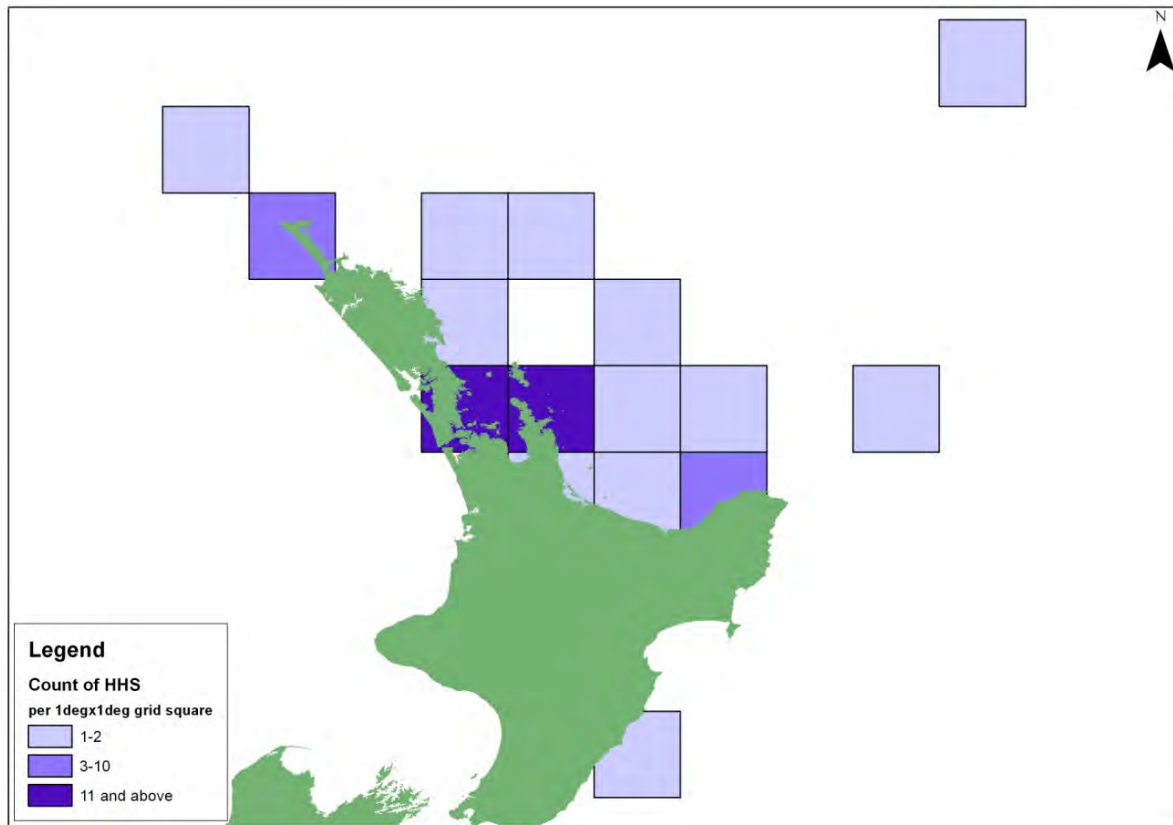 N
Legend
Count of HHS
per 1degx1deg grid square
1-2
3-10
11 and above